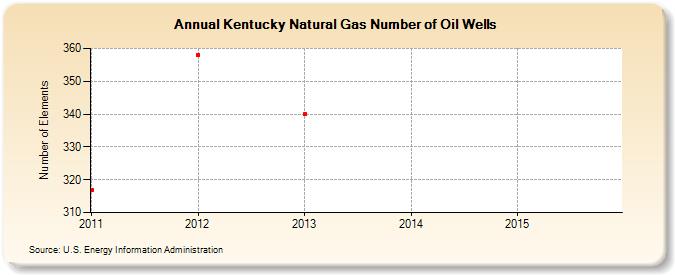 Annual Kentucky Natural Gas Number of Oil Wells
Number of Elements
360
350
340
330
320
310
2011 2012 2013 2014 2015
Source: U.S. Energy Information Administration